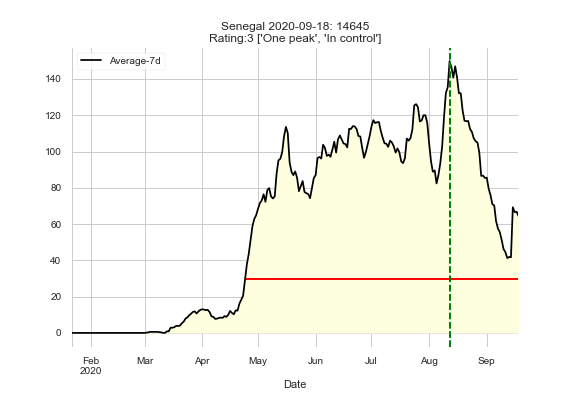 Senegal 2020-09-18: 14645
Rating:3 ['One peak', 'In control']
Average-7d
140
120
100
80
60
40
20
0
Feb
2020
Mar
Apr
May
Jun
Jul
Aug
Sep
Date